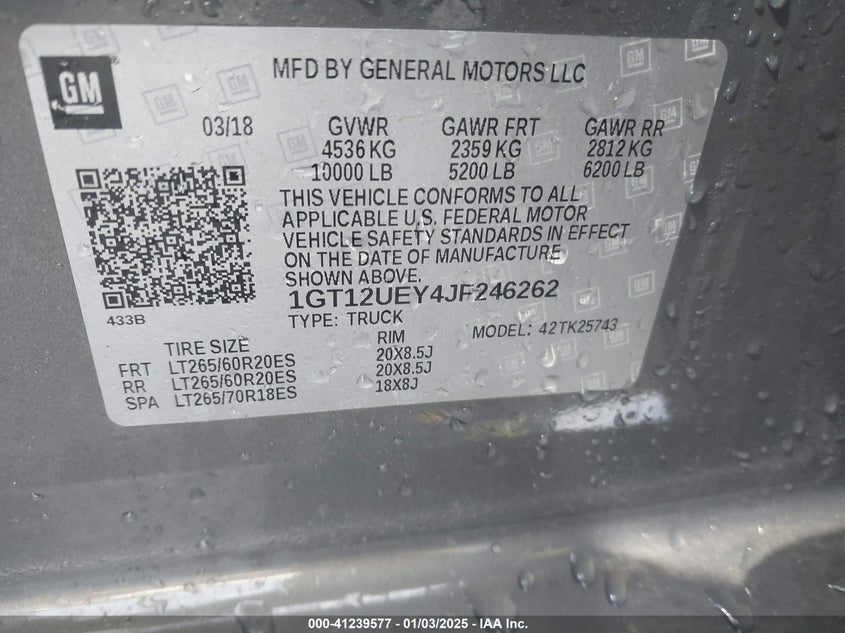 GM
MFD BY GENERAL MOTORS LLC
03/18 GVWR GAWR FRT GAWR RR
4536 KG 2359 KG 2812 KG
10000 LB 5200 LB 6200 LB
THIS VEHICLE CONFORMS TO ALL
APPLICABLE U.S. FEDERAL MOTOR
VEHICLE SAFETY STANDARDS IN EFFECT
ON THE DATE OF MANUFACTURE
SHOWN ABOVE.
1GT12UEY4JF246262
433B
TYPE: TRUCK MODEL: 42TK25743
TIRE SIZE RIM
FRT LT265/60R20ES 20X8.5J
RR LT265/60R20ES 20X8.5J
SPA LT265/70R18ES 18X8J
000-41239577 - 01/03/2025 - IAA Inc.